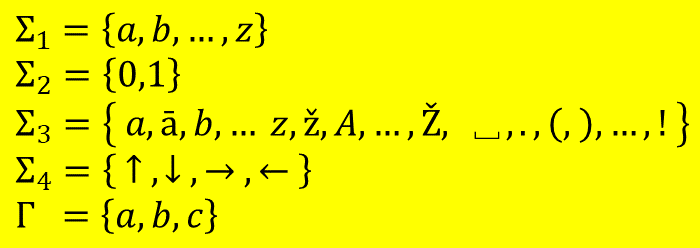 Σ₁ = {a, b, … , z}
Σ₂ = {0,1}
Σ₃ = { a, ā, b, … z, ž, A, … , Ž, ⎵ , . , (, ), … , ! }
Σ₄ = { ↑ , ↓ , → , ← }
Γ = {a, b, c}